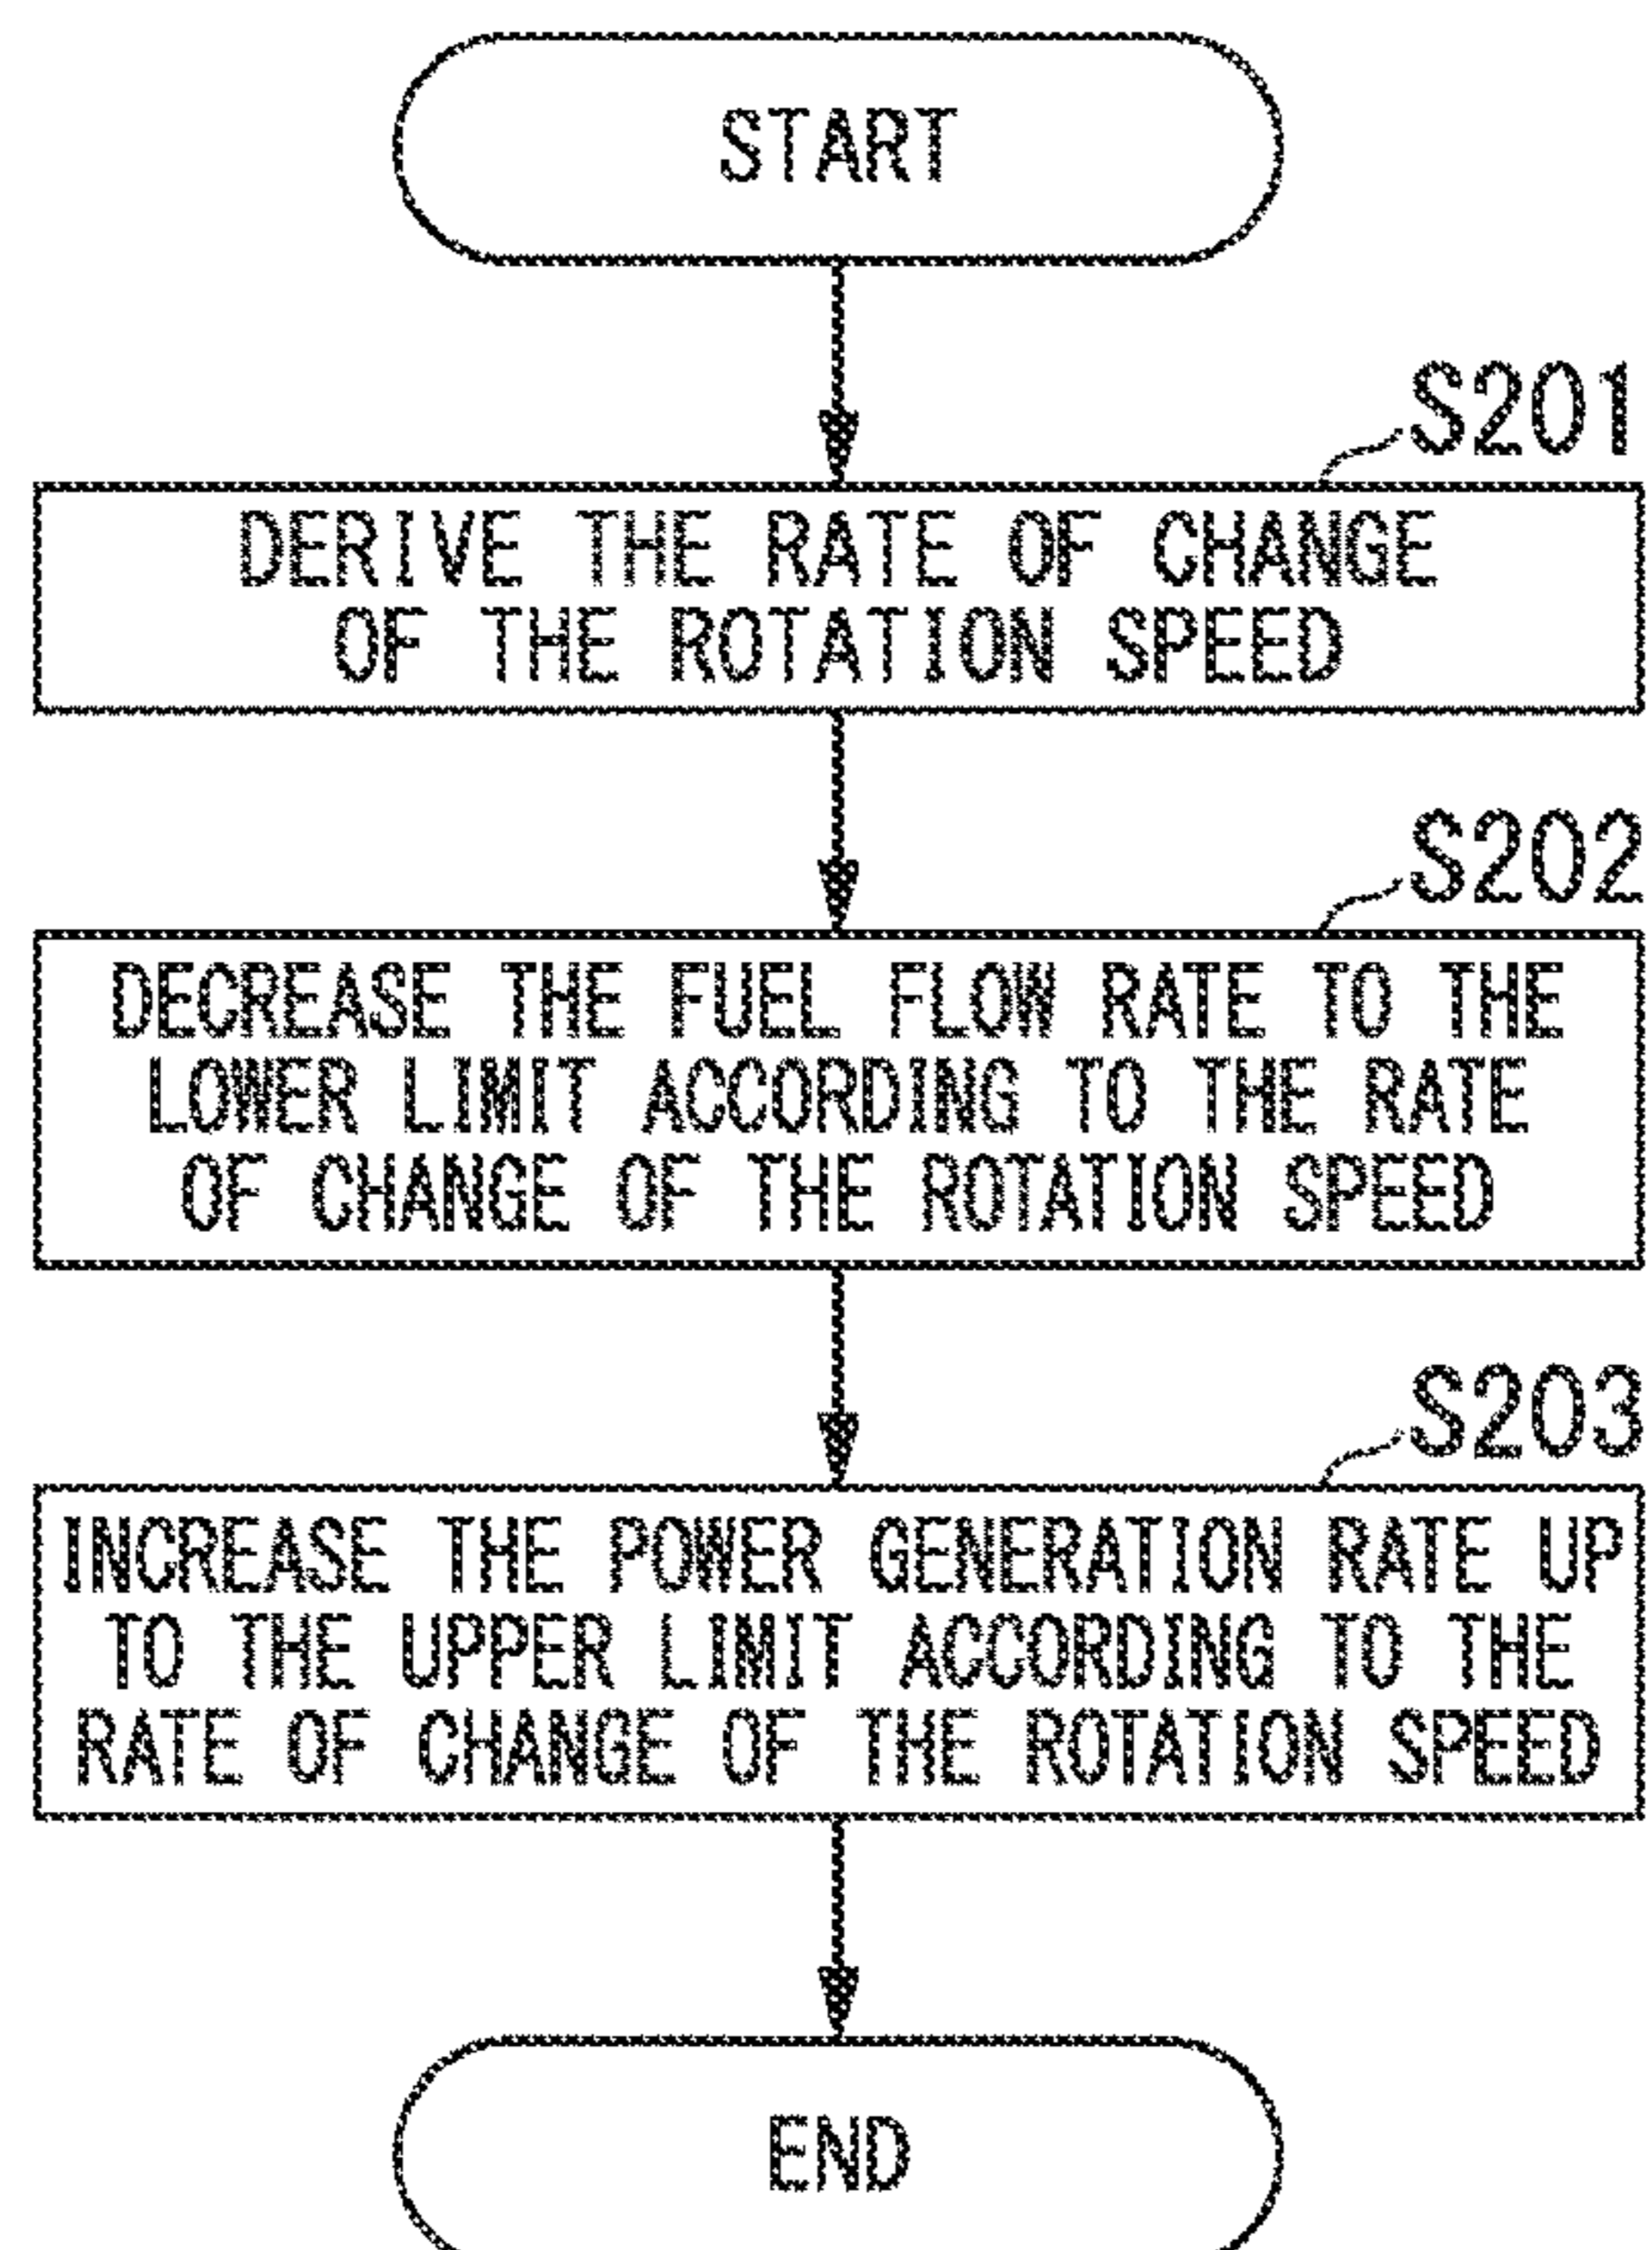 START
S201
DERIVE THE RATE OF CHANGE
OF THE ROTATION SPEED
S202
DECREASE THE FUEL FLOW RATE TO THE
LOWER LIMIT ACCORDING TO THE RATE
OF CHANGE OF THE ROTATION SPEED
S203
INCREASE THE POWER GENERATION RATE UP
TO THE UPPER LIMIT ACCORDING TO THE
RATE OF CHANGE OF THE ROTATION SPEED
END